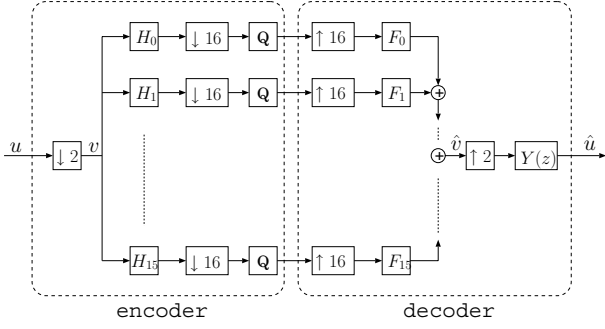 H₀ ↓ 16 Q ↑ 16 F₀
H₁ ↓ 16 Q ↑ 16 F₁ +
u ↓ 2 v + v̂ ↑ 2 Y(z) û
H₁₅ ↓ 16 Q ↑ 16 F₁₅
encoder decoder